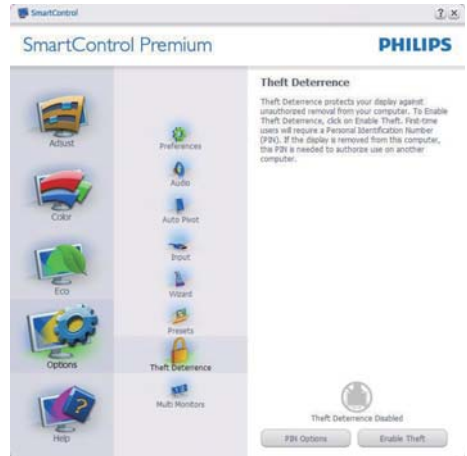 SmartControl
SmartControl Premium
PHILIPS
Adjust
Color
Eco
Options
Help
Preferences
Audio
Auto Pivot
Input
Wizard
Presets
Theft Deterrence
Multi Monitors
Theft Deterrence
Theft Deterrence protects your display against
unauthorized removal from your computer. To Enable
Theft Deterrence, click on Enable Theft. First-time
users will require a Personal Identification Number
(PIN). If the display is removed from this computer,
this PIN is needed to authorize use on another
computer.
Theft Deterrence Disabled
PIN Options
Enable Theft